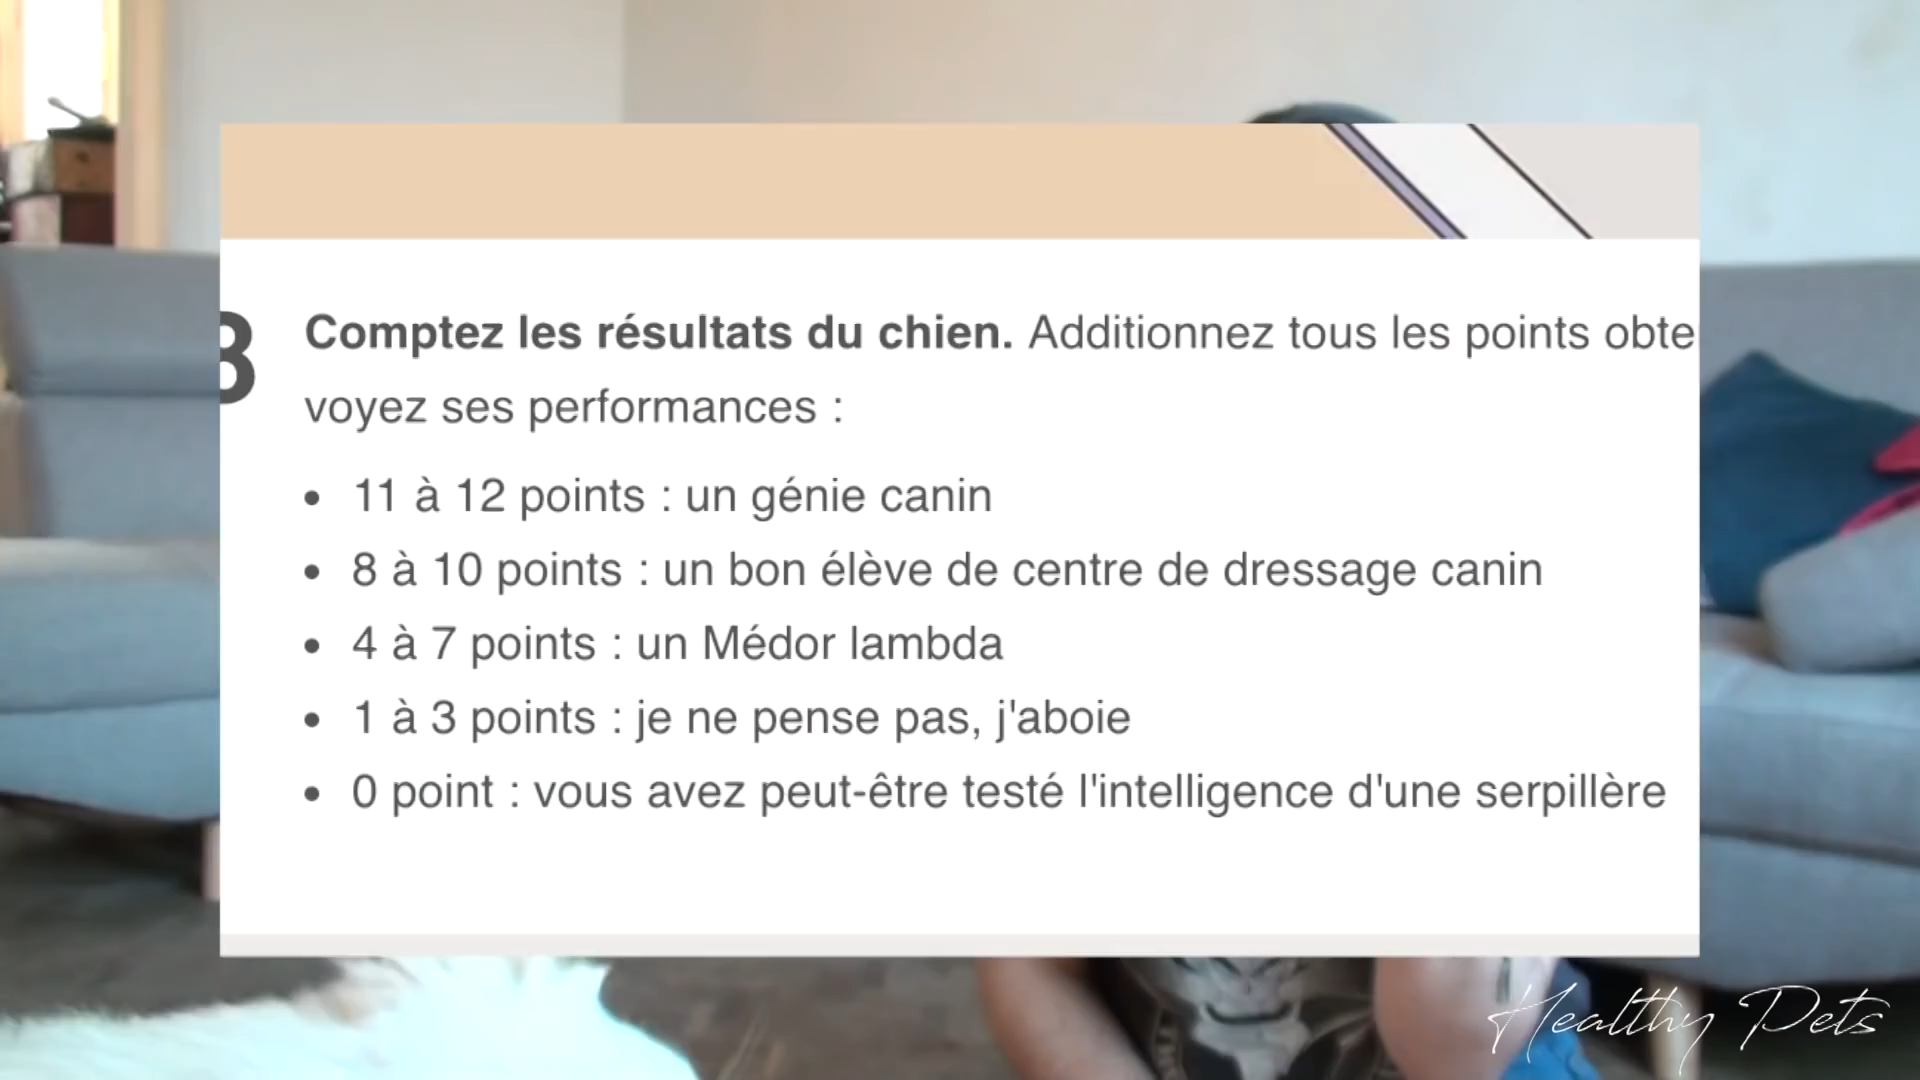 Comptez les résultats du chien. Additionnez tous les points
voyez ses performances :
• 11 à 12 points : un génie canin
• 8 à 10 points : un bon élève de centre de dressage canin
• 4 à 7 points : un Médor lambda
• 1 à 3 points : je ne pense pas, j'aboie
• 0 point : vous avez peut-être testé l'intelligence d'une serpillère
Healthy Pets